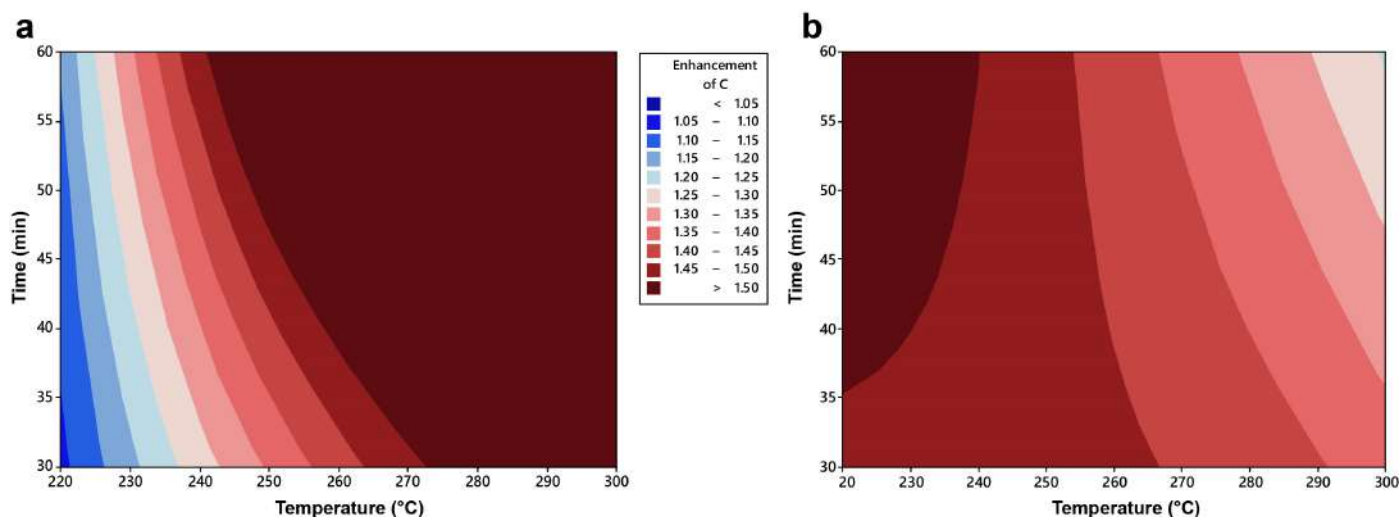 a
60
55
50
45
40
35
30
Time (min)
220 230 240 250 260 270 280 290 300
Temperature (°C)
Enhancement
of C
< 1.05
1.05 – 1.10
1.10 – 1.15
1.15 – 1.20
1.20 – 1.25
1.25 – 1.30
1.30 – 1.35
1.35 – 1.40
1.40 – 1.45
1.45 – 1.50
> 1.50
b
60
55
50
45
40
35
30
Time (min)
20 230 240 250 260 270 280 290 300
Temperature (°C)